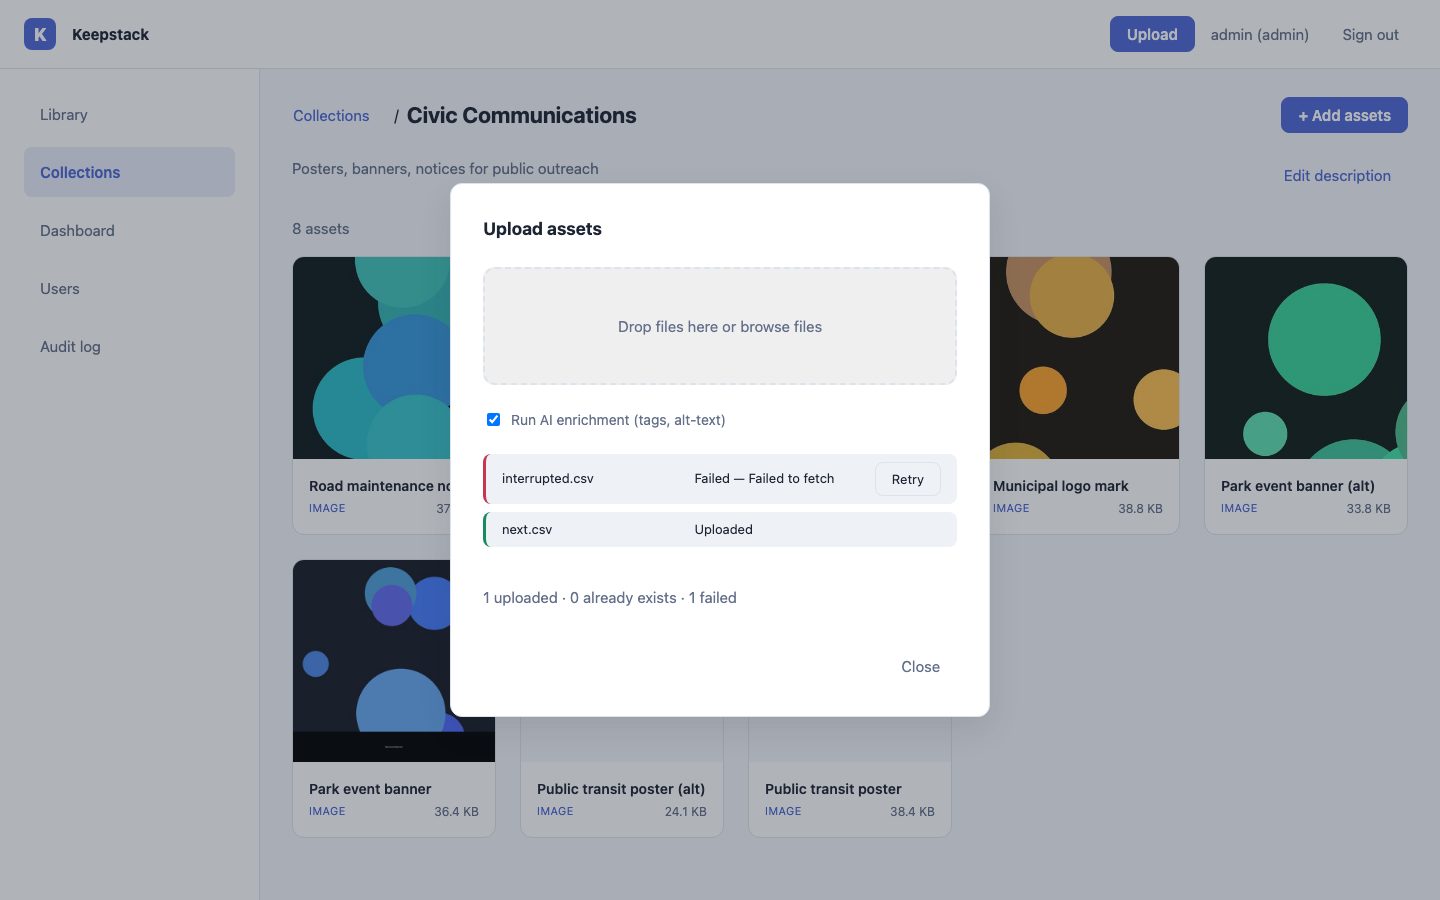 K Keepstack
Upload admin (admin) Sign out
Library
Collections
Dashboard
Users
Audit log
Collections / Civic Communications
+ Add assets
Posters, banners, notices for public outreach
Edit description
8 assets
Road maintenance
IMAGE
Municipal logo mark
IMAGE 38.8 KB
Park event banner (alt)
IMAGE 33.8 KB
Park event banner
IMAGE 36.4 KB
Public transit poster (alt)
IMAGE 24.1 KB
Public transit poster
IMAGE 38.4 KB
Upload assets
Drop files here or browse files
Run AI enrichment (tags, alt-text)
interrupted.csv Failed — Failed to fetch Retry
next.csv Uploaded
1 uploaded · 0 already exists · 1 failed
Close